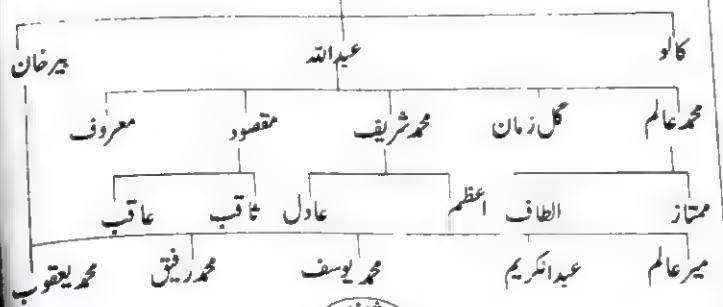 کالو عبداللہ بیرخان
محمد عالم گل زمان محمد شریف مقصود معروف
ممتاز الطاف اعظم عادل ثاقب عاقب
میر عالم عبدالکریم محمد یوسف محمد رفیق محمد یعقوب